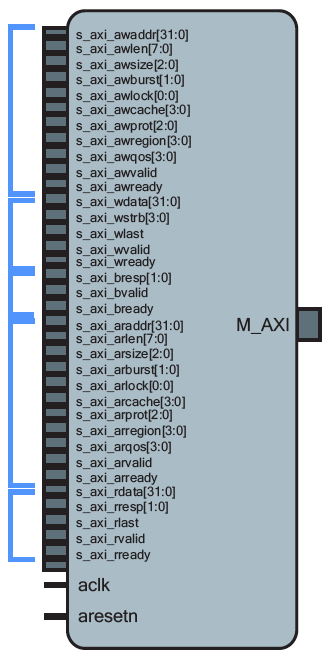 s_axi_awaddr[31:0]
s_axi_awlen[7:0]
s_axi_awsize[2:0]
s_axi_awburst[1:0]
s_axi_awlock[0:0]
s_axi_awcache[3:0]
s_axi_awprot[2:0]
s_axi_awregion[3:0]
s_axi_awqos[3:0]
s_axi_awvalid
s_axi_awready
s_axi_wdata[31:0]
s_axi_wstrb[3:0]
s_axi_wlast
s_axi_wvalid
s_axi_wready
s_axi_bresp[1:0]
s_axi_bvalid
s_axi_bready
s_axi_araddr[31:0]
M_AXI
s_axi_arlen[7:0]
s_axi_arsize[2:0]
s_axi_arburst[1:0]
s_axi_arlock[0:0]
s_axi_arcache[3:0]
s_axi_arprot[2:0]
s_axi_arregion[3:0]
s_axi_arqos[3:0]
s_axi_arvalid
s_axi_arready
s_axi_rdata[31:0]
s_axi_rresp[1:0]
s_axi_rlast
s_axi_rvalid
s_axi_rready
aclk
aresetn